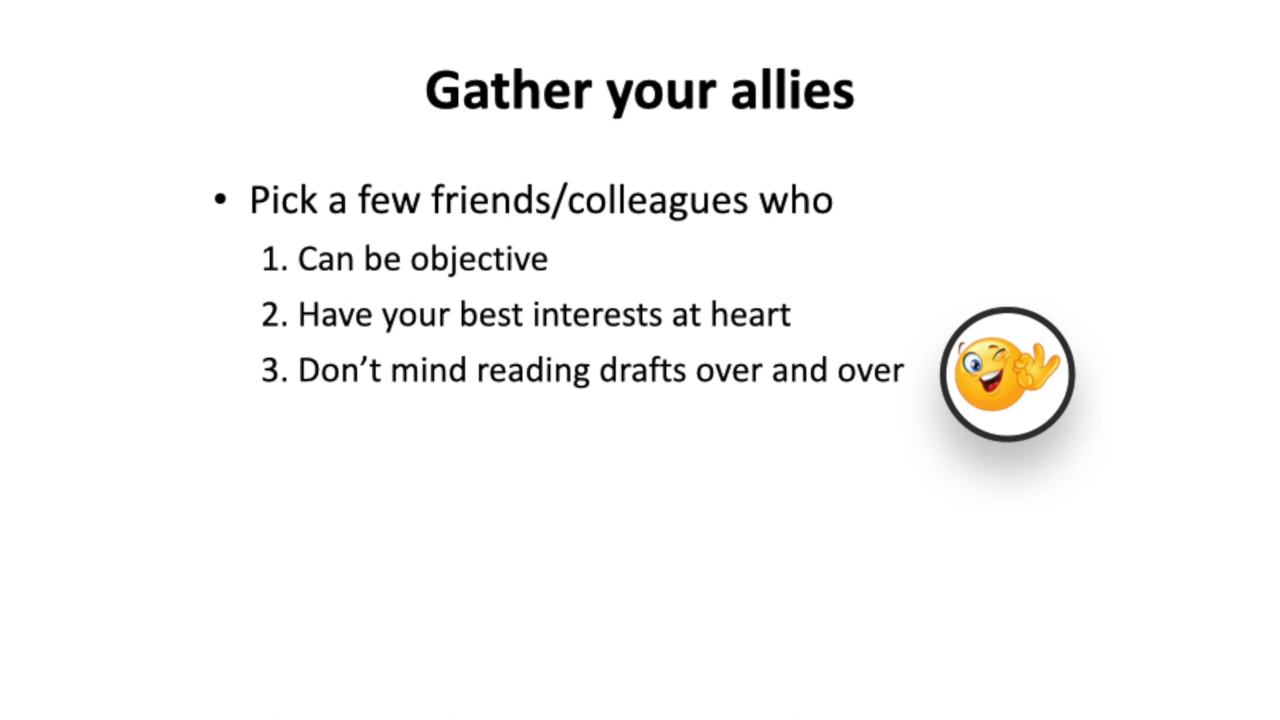 Gather your allies
• Pick a few friends/colleagues who
1. Can be objective
2. Have your best interests at heart
3. Don’t mind reading drafts over and over